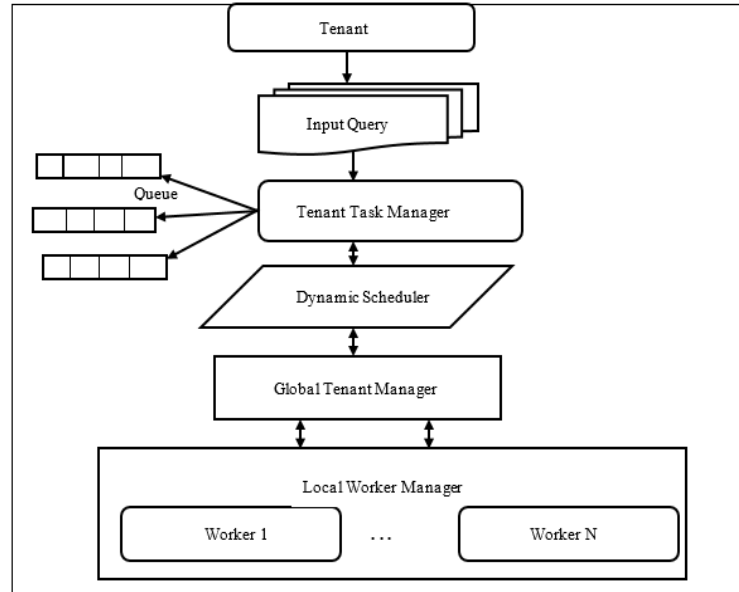 Tenant
Input Query
Queue
Tenant Task Manager
Dynamic Scheduler
Global Tenant Manager
Local Worker Manager
Worker 1
...
Worker N